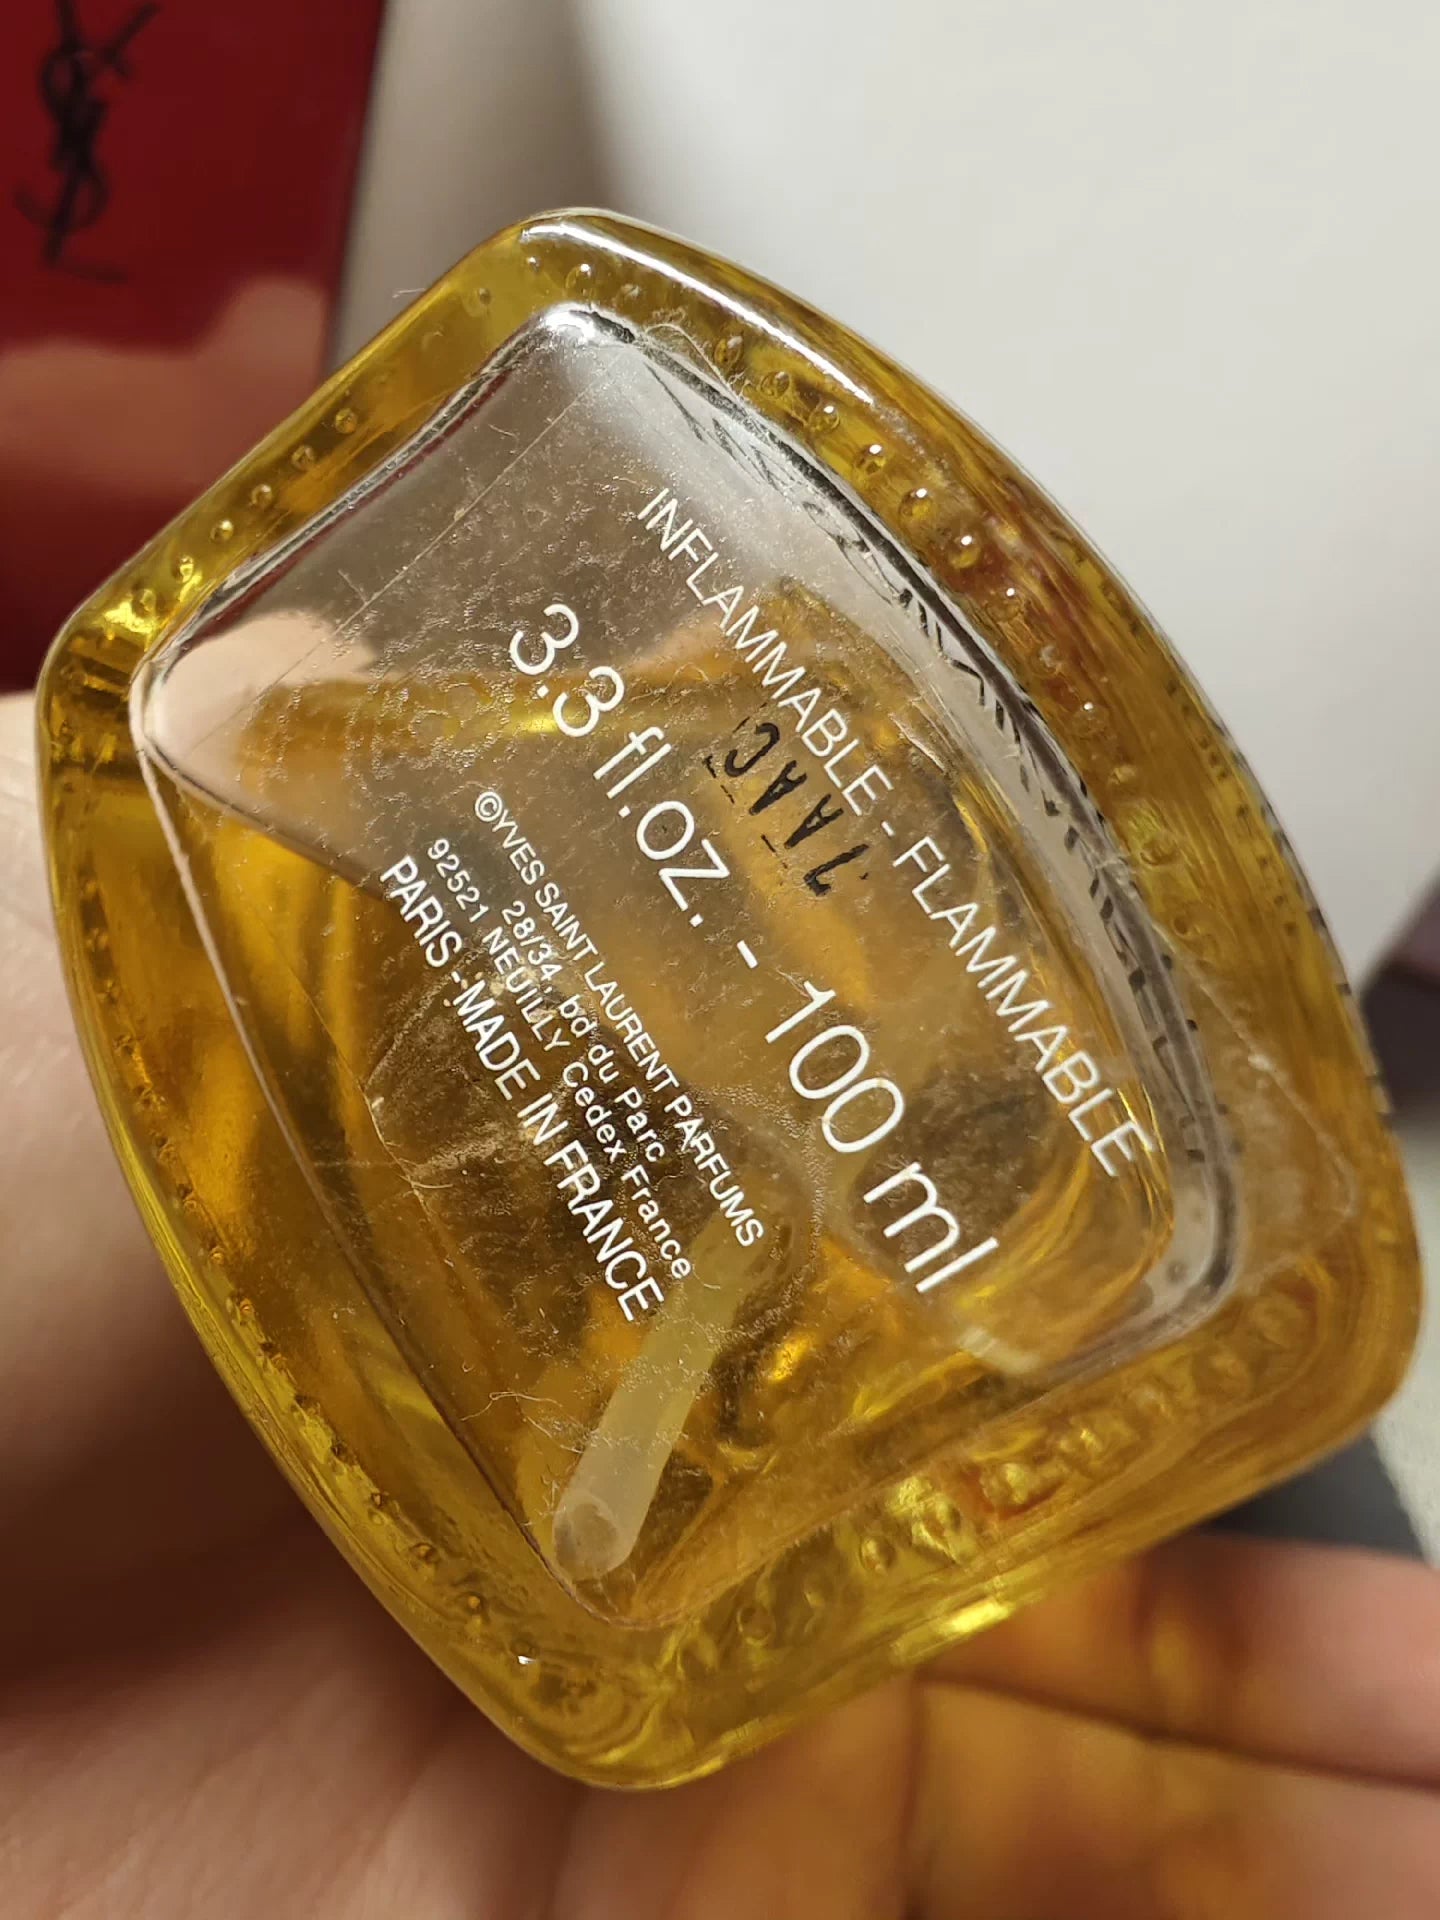 YSL
INFLAMMABLE - FLAMMABLE
7AAC
3.3 fl.oz. - 100 ml
©YVES SAINT LAURENT PARFUMS
28/34, bd du Parc
92521 NEUILLY Cedex France
PARIS - MADE IN FRANCE